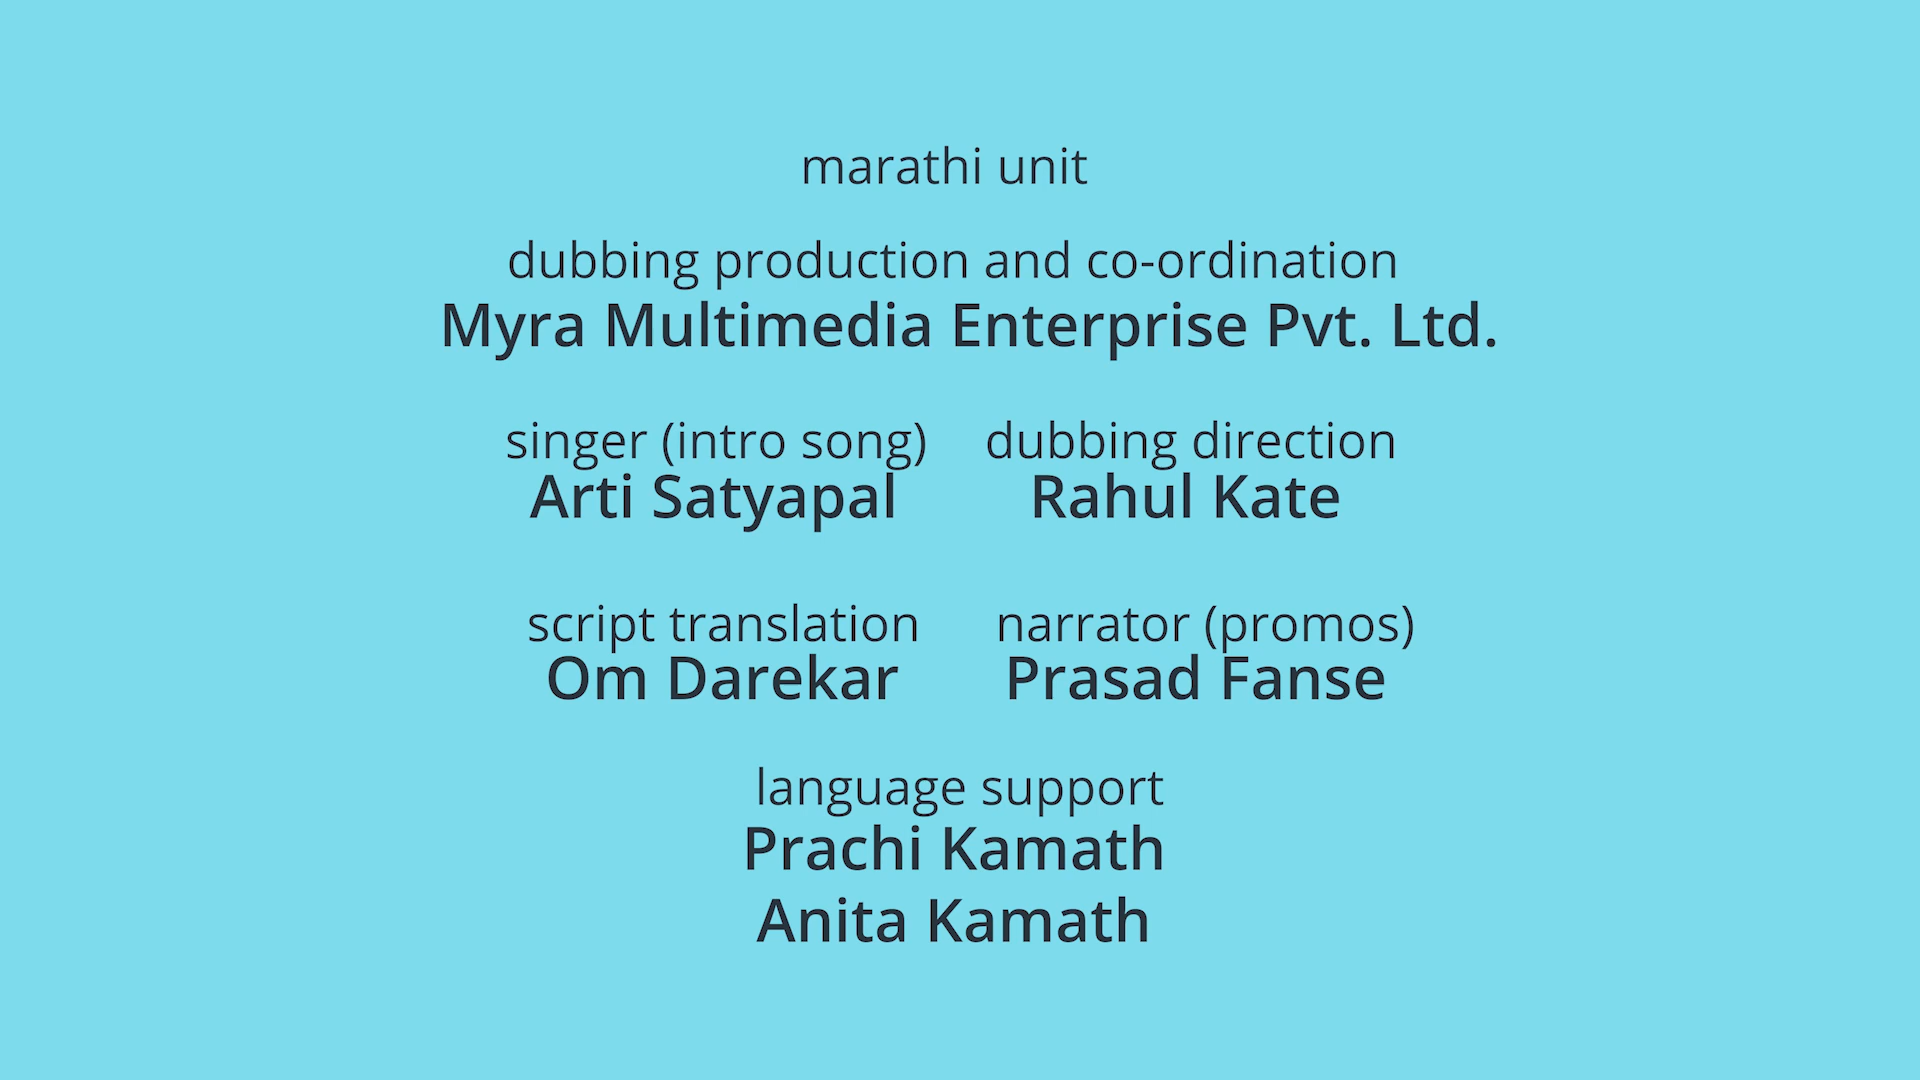 marathi unit
dubbing production and co-ordination
Myra Multimedia Enterprise Pvt. Ltd.
singer (intro song)
Arti Satyapal
dubbing direction
Rahul Kate
script translation
Om Darekar
narrator (promos)
Prasad Fanse
language support
Prachi Kamath
Anita Kamath